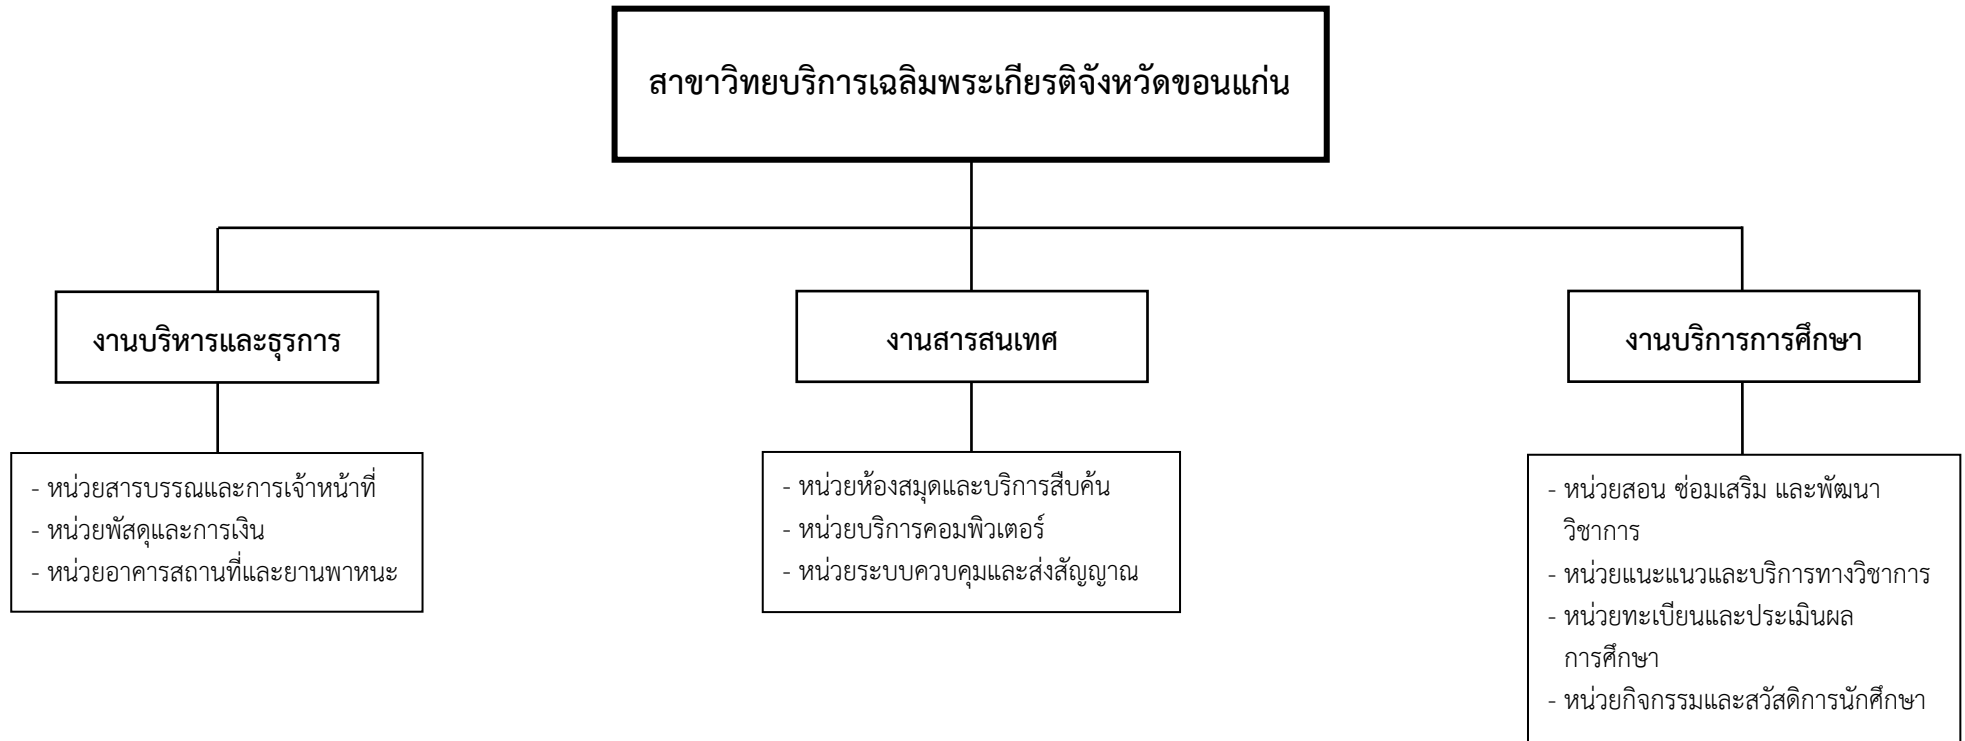 สาขาวิทยบริการเฉลิมพระเกียรติจังหวัดขอนแก่น
งานบริหารและธุรการ
- หน่วยสารบรรณและการเจ้าหน้าที่
- หน่วยพัสดุและการเงิน
- หน่วยอาคารสถานที่และยานพาหนะ
งานสารสนเทศ
- หน่วยห้องสมุดและบริการสืบค้น
- หน่วยบริการคอมพิวเตอร์
- หน่วยระบบควบคุมและส่งสัญญาณ
งานบริการการศึกษา
- หน่วยสอน ซ่อมเสริม และพัฒนา
วิชาการ
- หน่วยแนะแนวและบริการทางวิชาการ
- หน่วยทะเบียนและประเมินผล
การศึกษา
- หน่วยกิจกรรมและสวัสดิการนักศึกษา